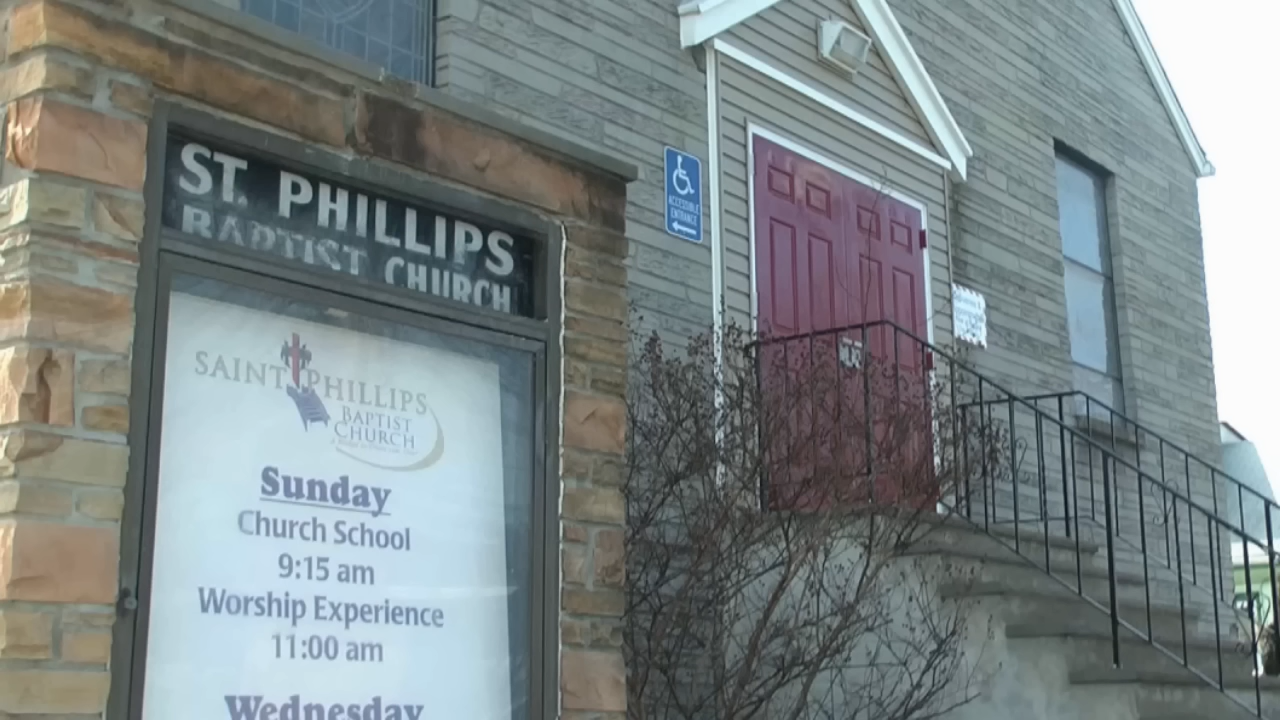 ST. PHILLIPS
BAPTIST CHURCH
SAINT PHILLIPS
BAPTIST
CHURCH
Sunday
Church School
9:15 am
Worship Experience
11:00 am
Wednesday
ACCESSIBLE
ENTRANCE